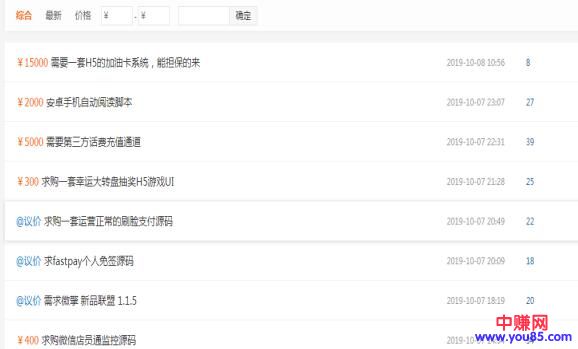 综合 最新 价格 ¥ - ¥ 确定
¥15000 需要一套H5的加油卡系统，能担保的来 2019-10-08 10:56 8
¥2000 安卓手机自动阅读脚本 2019-10-07 23:07 27
¥5000 需要第三方话费充值通道 2019-10-07 22:31 39
¥300 求购一套幸运大转盘抽奖H5游戏UI 2019-10-07 21:28 25
@议价 求购一套运营正常的刷脸支付源码 2019-10-07 20:49 22
@议价 求fastpay个人免签源码 2019-10-07 20:09 18
@议价 需求微擎 新品联盟 1.1.5 2019-10-07 18:19 20
¥400 求购微信店员通监控源码
中赚网
www.you85.com